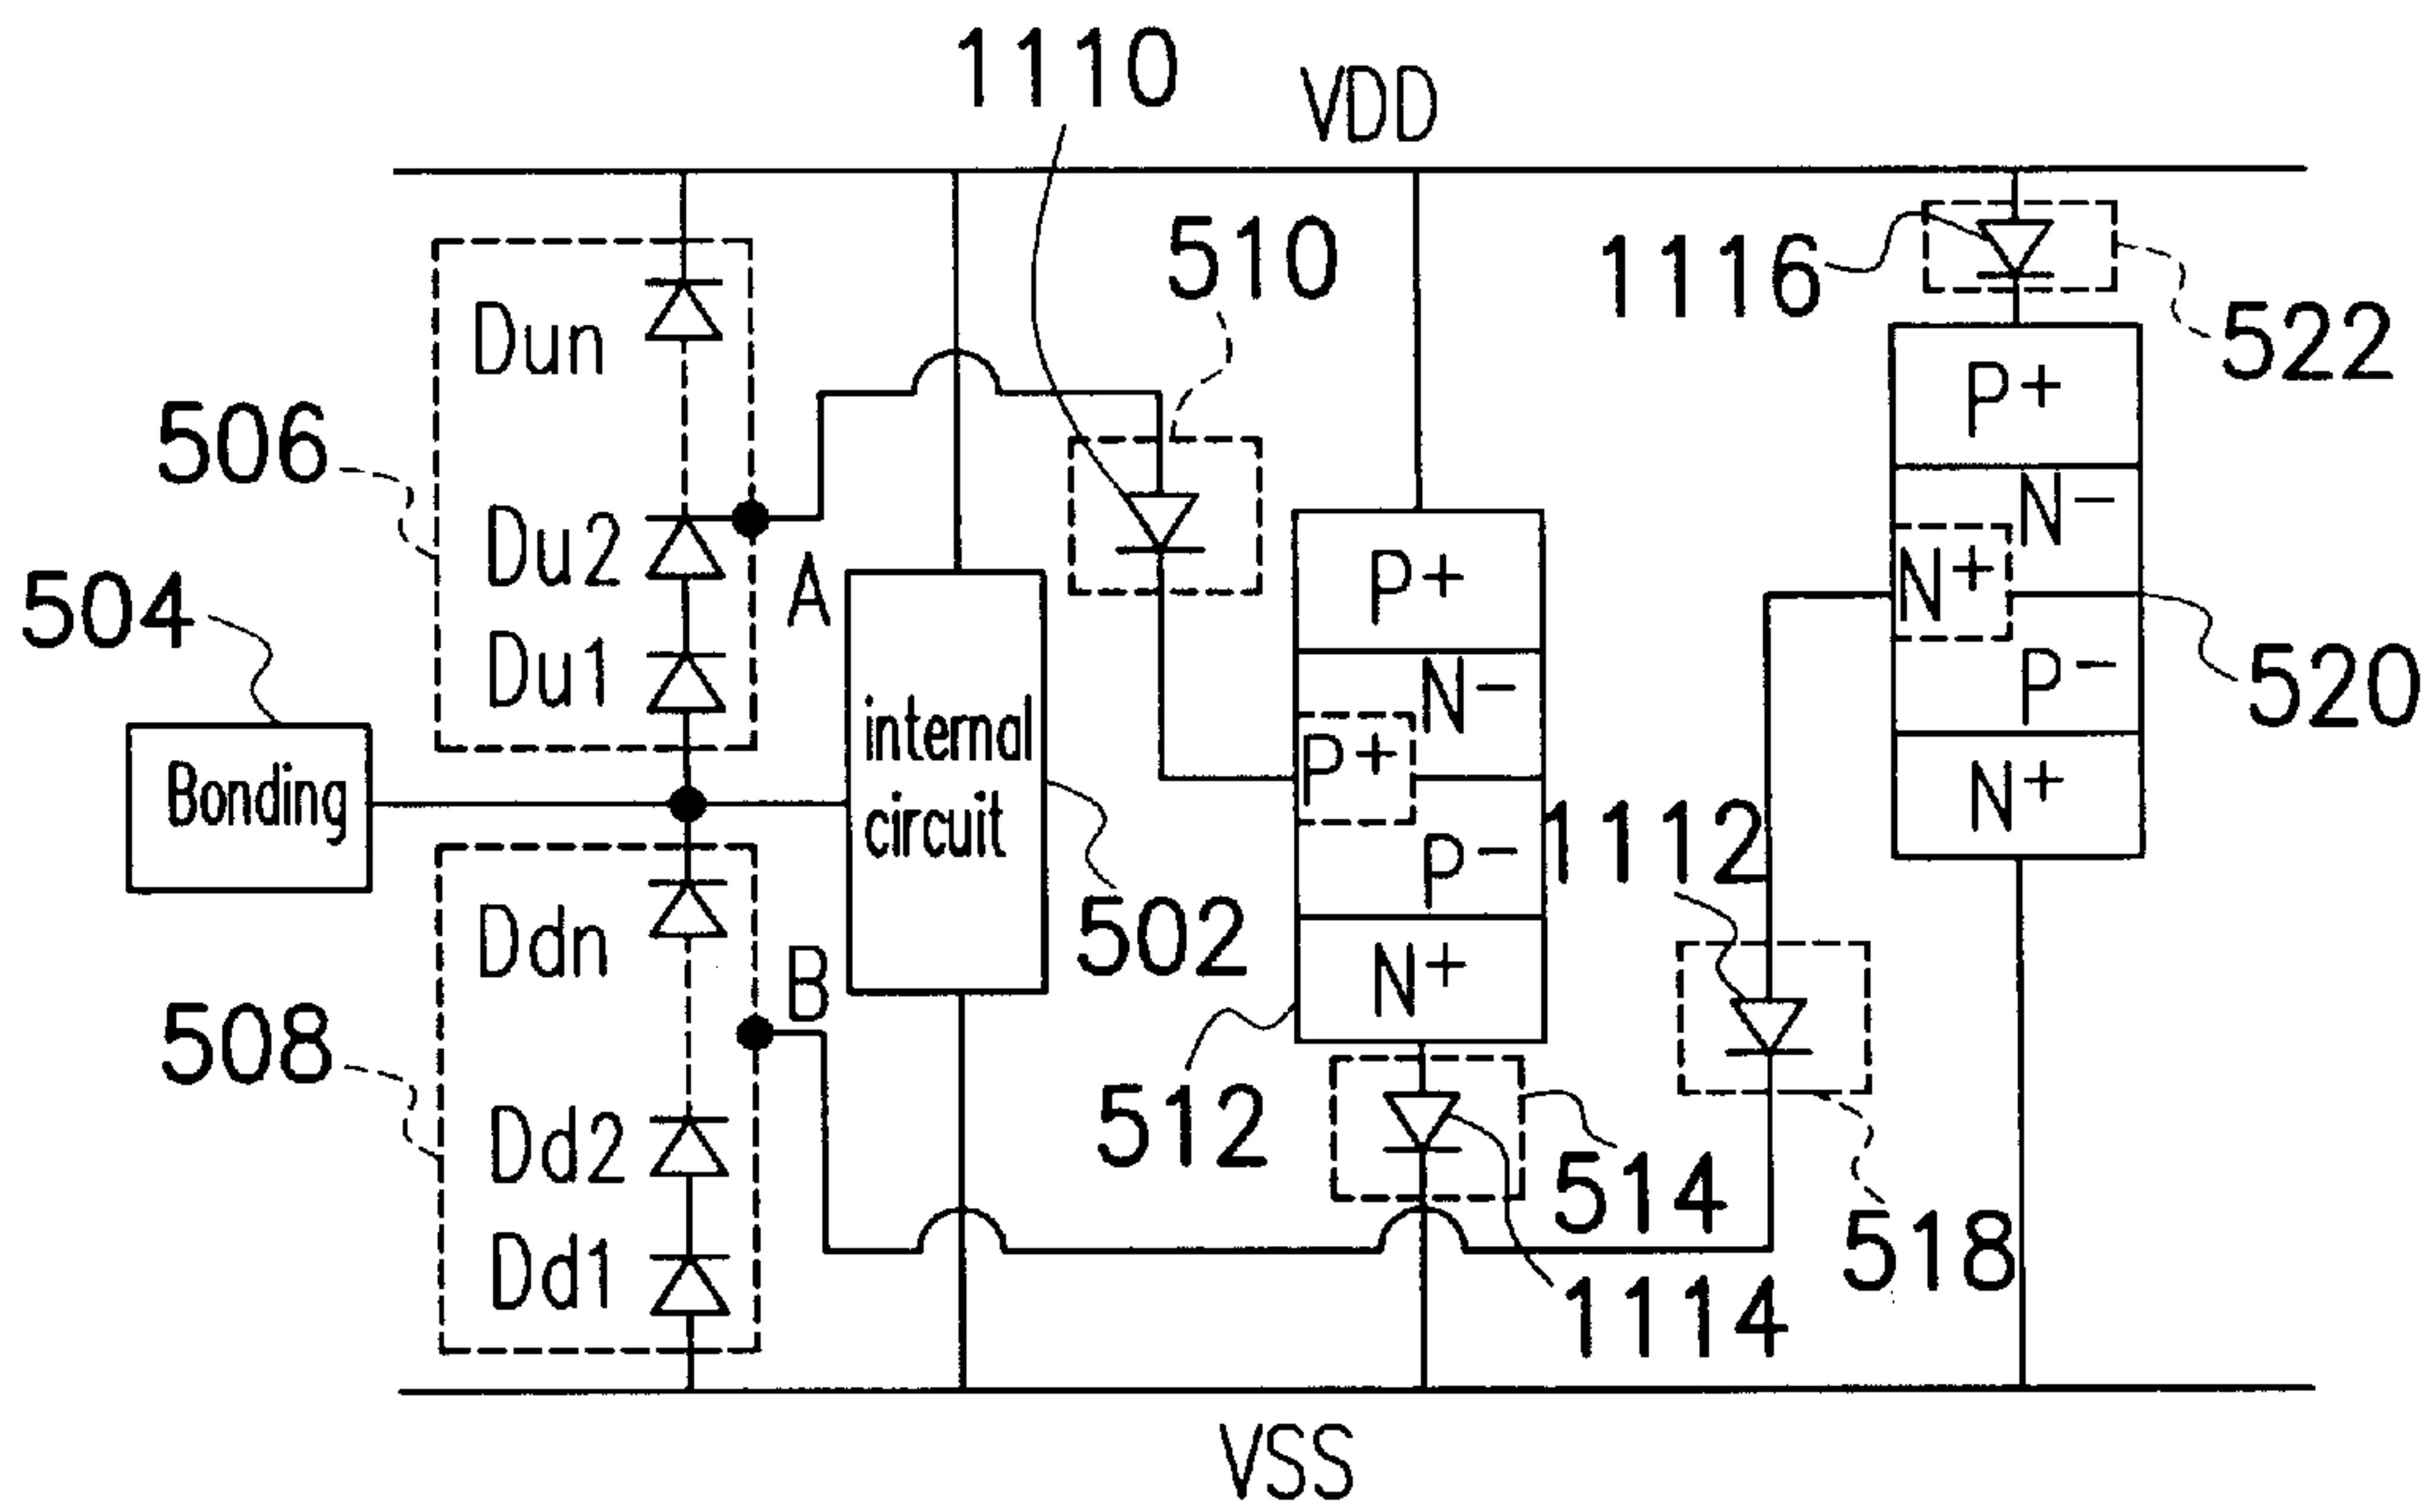 1110
VDD
510
1116
522
Dun
P+
506
N−
Du2
A
N+
504
P+
Du1
P−
520
internal
circuit
N−
P+
Bonding
N+
1112
P−
Ddn
502
B
N+
508
512
Dd2
514
518
Dd1
1114
VSS